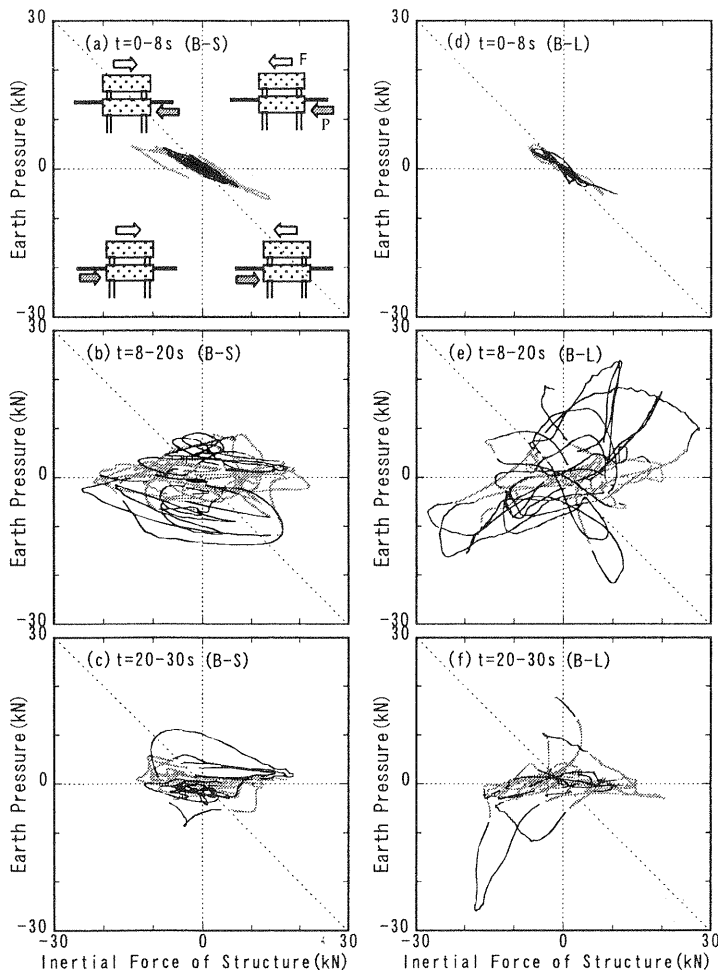 30
(a) t=0-8s (B-S)
F
P
0
-30
Earth Pressure(kN)
(d) t=0-8s (B-L)
Earth Pressure(kN)
0
-30
30
(b) t=8-20s (B-S)
0
-30
Earth Pressure(kN)
(e) t=8-20s (B-L)
Earth Pressure(kN)
0
-30
30
(c) t=20-30s (B-S)
0
-30
Earth Pressure(kN)
(f) t=20-30s (B-L)
Earth Pressure(kN)
0
-30
-30 0 30
Inertial Force of Structure(kN)
-30 0 30
Inertial Force of Structure(kN)
30
30
30